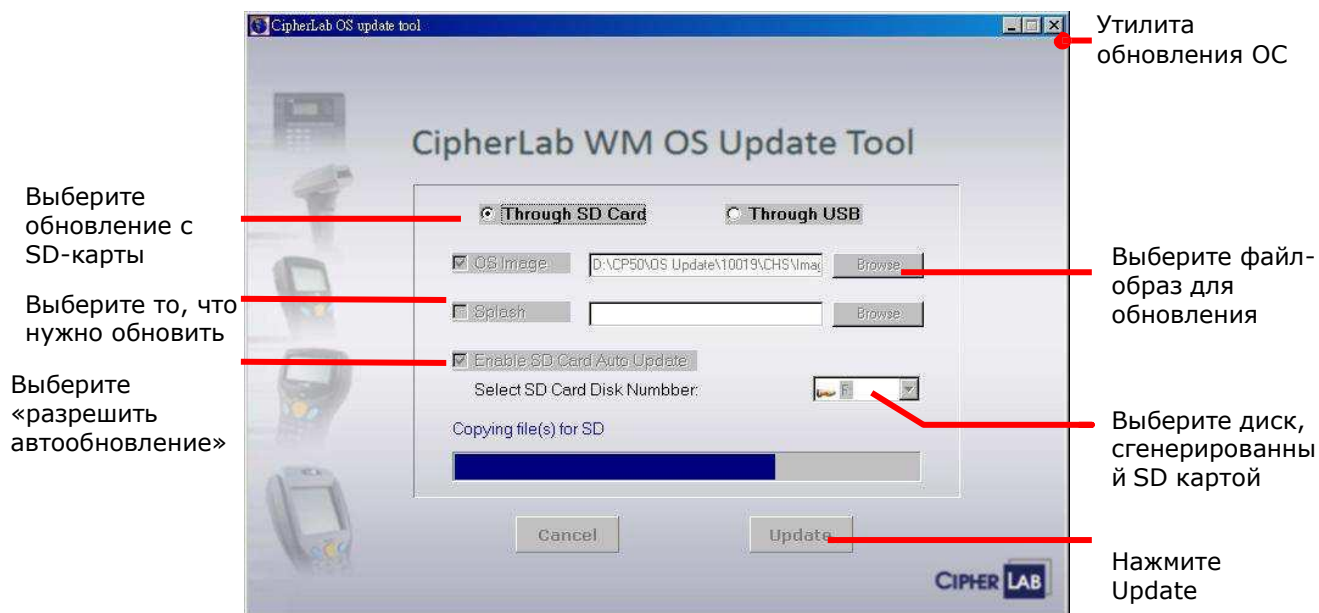 CipherLab OS update tool
Утилита
обновления ОС
CipherLab WM OS Update Tool
Выберите
обновление с
SD-карты
Through SD Card
Through USB
OS Image
D:\CP50\OS Update\10019\CHS\Imag
Browse
Выберите файл-
образ для
обновления
Выберите то, что
нужно обновить
Splash
Browse
Enable SD Card Auto Update
Select SD Card Disk Numbber:
F:
Выберите
«разрешить
автообновление»
Выберите диск,
сгенерированны
й SD картой
Copying file(s) for SD
Cancel
Update
Нажмите
Update
CIPHER LAB